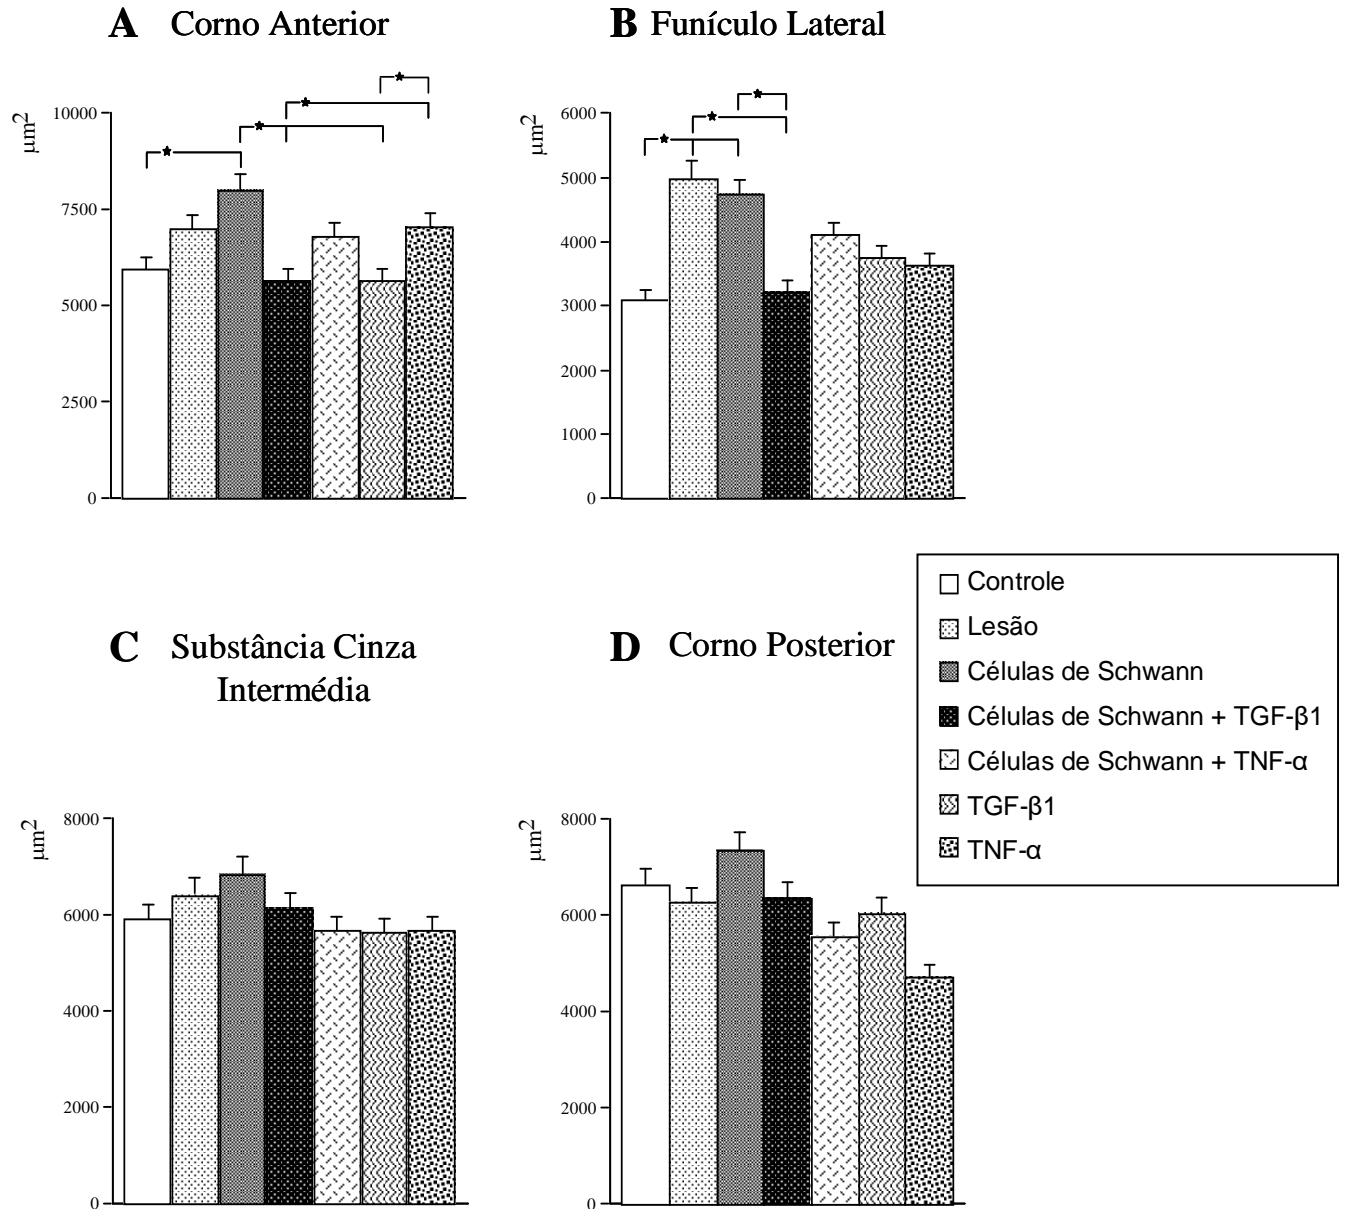 A Corno Anterior
μm2
10000
7500
5000
2500
0
B Funículo Lateral
μm2
6000
5000
4000
3000
2000
1000
0
C Substância Cinza
Intermédia
μm2
8000
6000
4000
2000
0
D Corno Posterior
μm2
8000
6000
4000
2000
0
Controle
Lesão
Células de Schwann
Células de Schwann + TGF-β1
Células de Schwann + TNF-α
TGF-β1
TNF-α